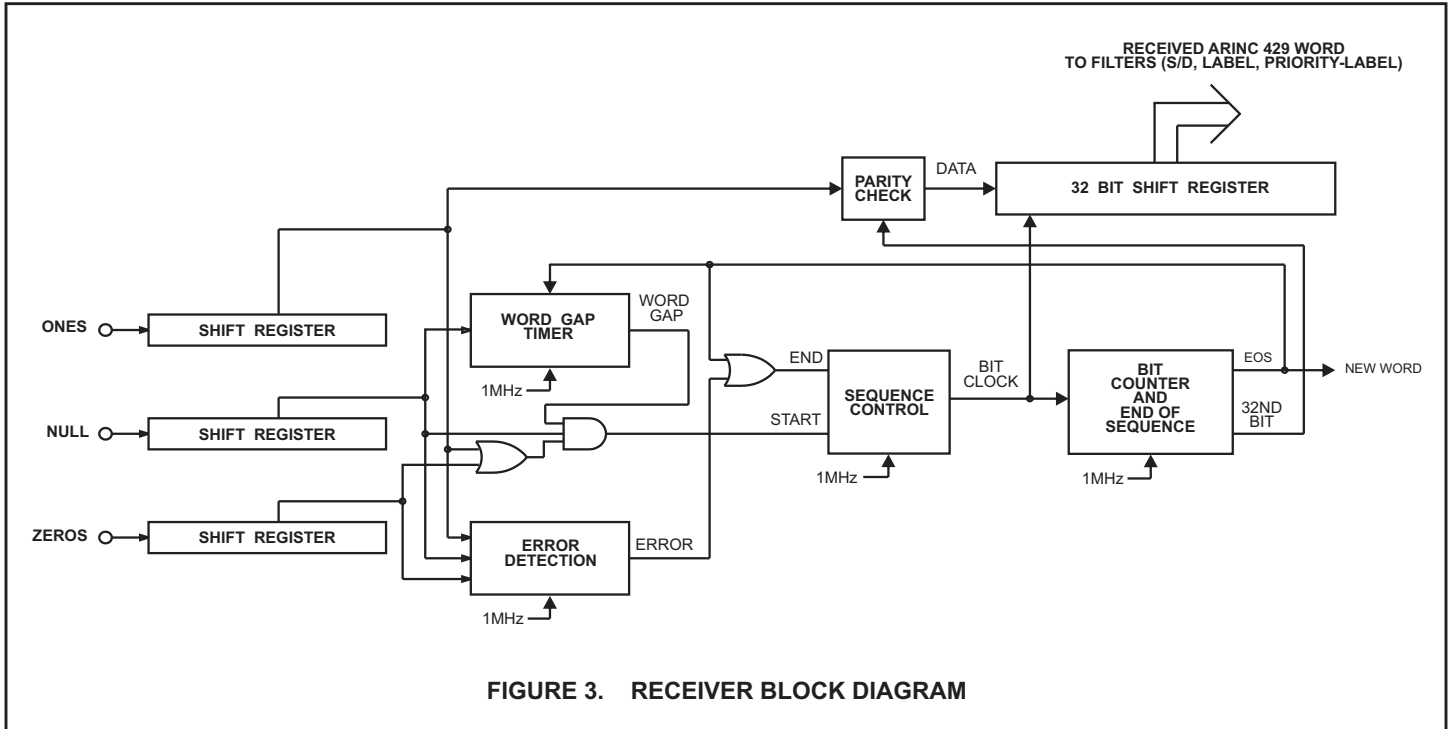 RECEIVED ARINC 429 WORD
TO FILTERS (S/D, LABEL, PRIORITY-LABEL)
PARITY
CHECK
DATA
32 BIT SHIFT REGISTER
ONES
SHIFT REGISTER
WORD GAP
TIMER
WORD
GAP
1MHz
END
SEQUENCE
CONTROL
BIT
CLOCK
BIT
COUNTER
AND
END OF
SEQUENCE
EOS
NEW WORD
32ND
BIT
NULL
SHIFT REGISTER
START
1MHz
1MHz
ZEROS
SHIFT REGISTER
ERROR
DETECTION
ERROR
1MHz
FIGURE 3. RECEIVER BLOCK DIAGRAM